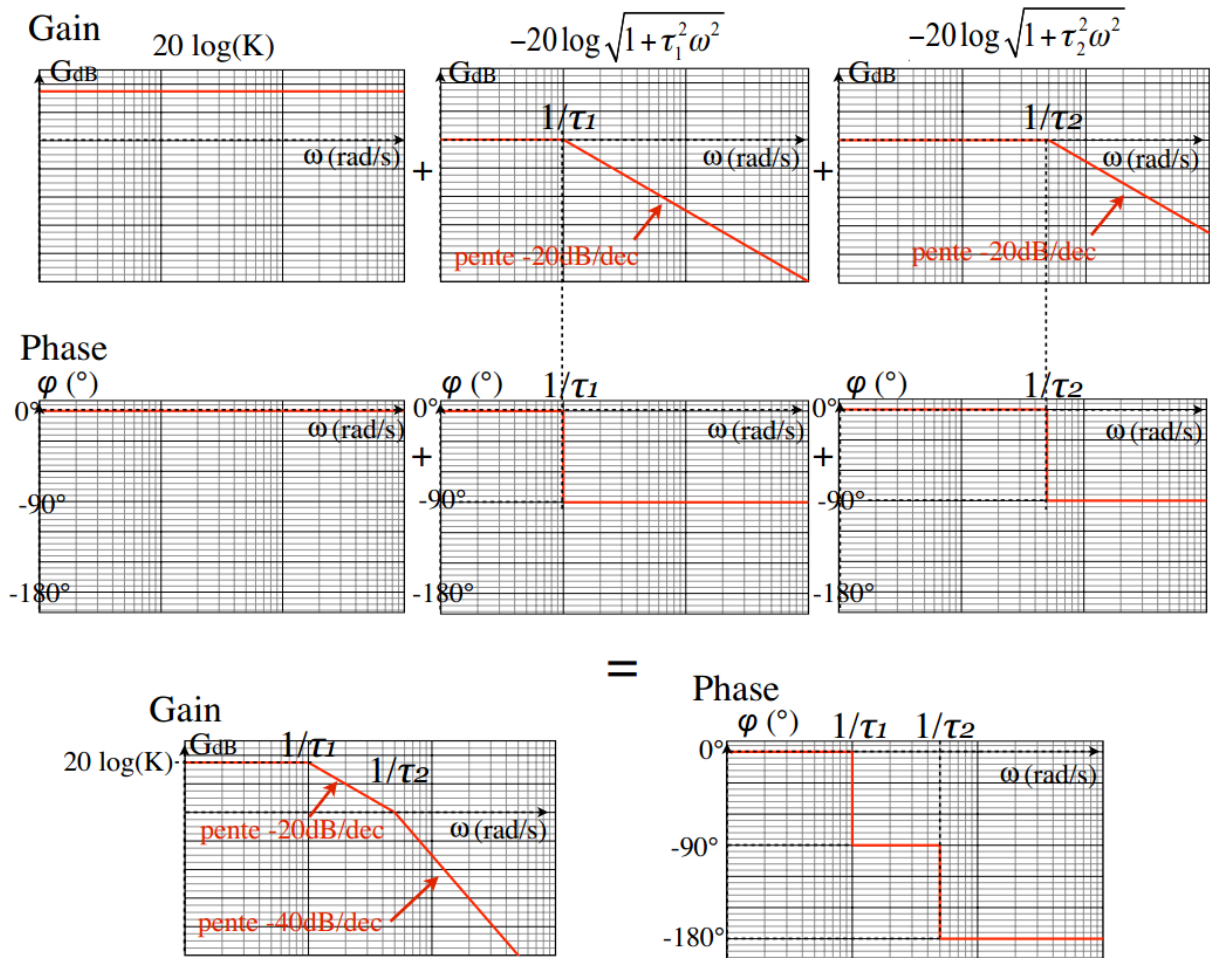 Gain
20 log(K)
−20 log √(1+τ₁²ω²)
−20 log √(1+τ₂²ω²)
GdB
GdB
GdB
1/τ1
1/τ2
ω (rad/s)
+
ω (rad/s)
+
ω (rad/s)
pente -20dB/dec
pente -20dB/dec
Phase
φ (°)
φ (°)
1/τ1
φ (°)
1/τ2
0°
0°
0°
ω (rad/s)
ω (rad/s)
ω (rad/s)
+
+
-90°
-90°
-90°
-180°
-180°
-180°
=
Gain
20 log(K)
GdB
1/τ1
1/τ2
pente -20dB/dec
ω (rad/s)
pente -40dB/dec
Phase
φ (°)
1/τ1
1/τ2
0°
ω (rad/s)
-90°
-180°